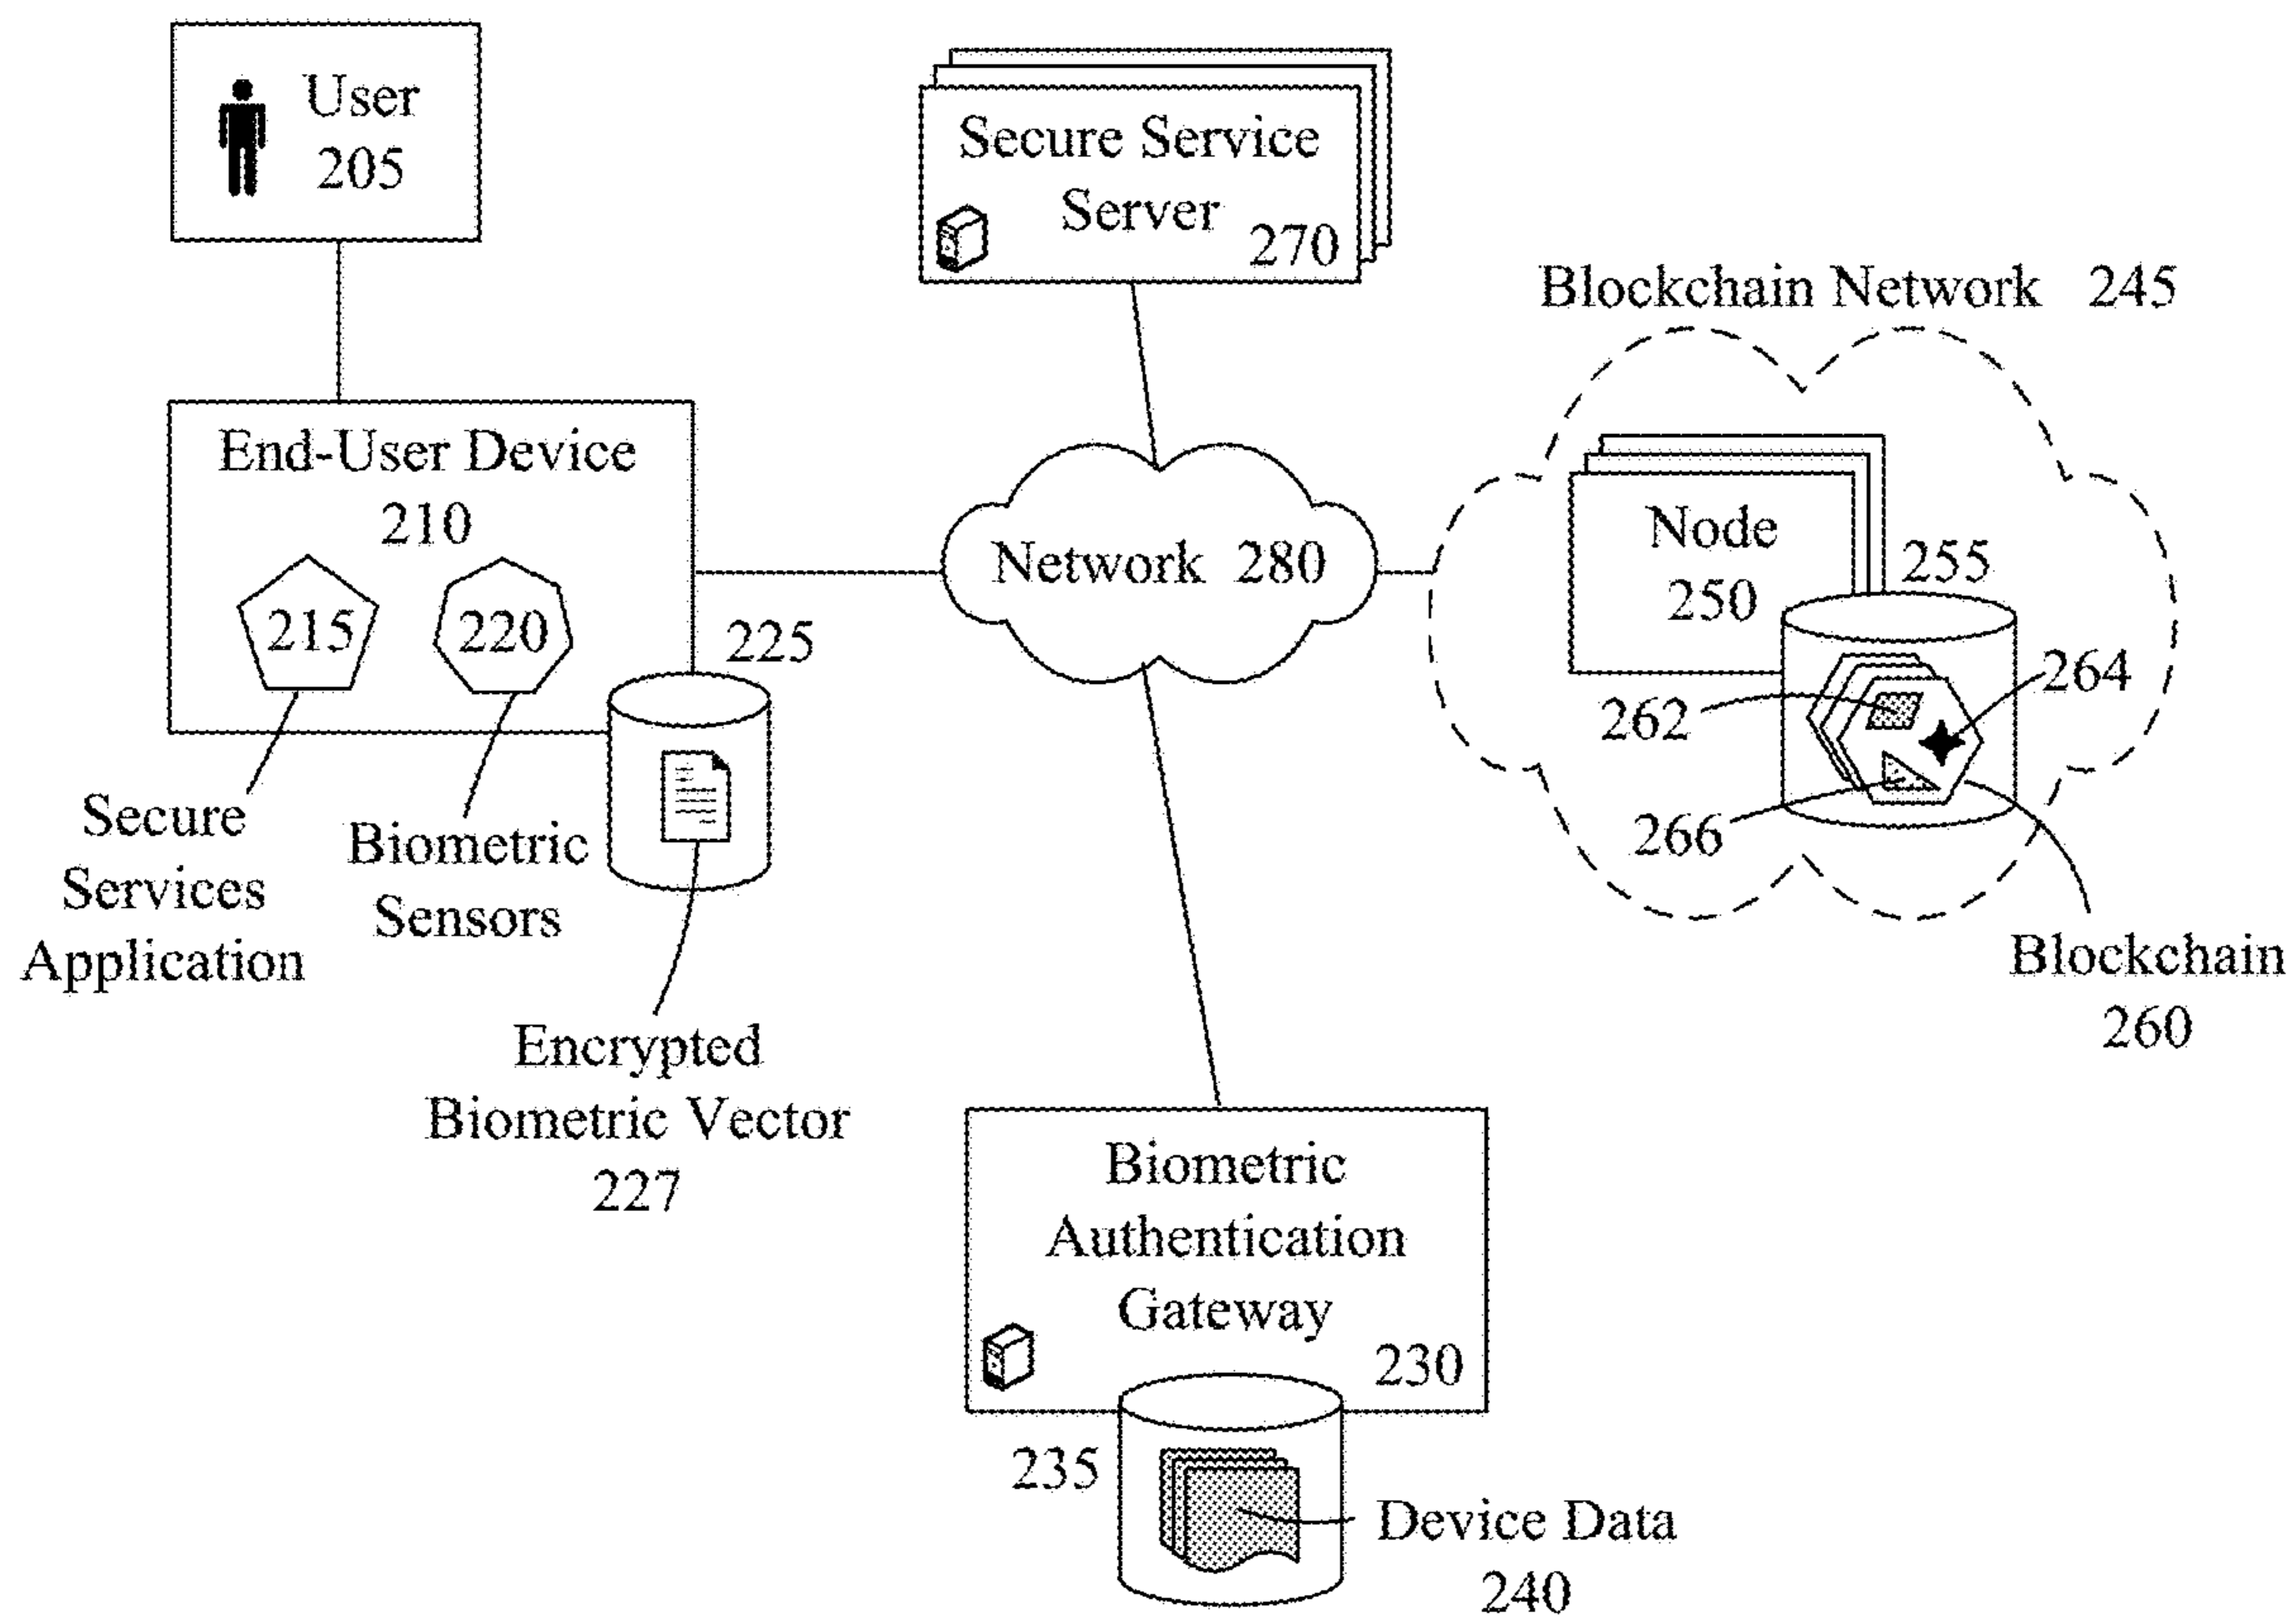 User
205
Secure Service
Server
270
Blockchain Network 245
End-User Device
210
215
220
225
Network 280
Node
250
255
262
264
266
Secure
Services
Application
Biometric
Sensors
Encrypted
Biometric Vector
227
Blockchain
260
Biometric
Authentication
Gateway
230
235
Device Data
240